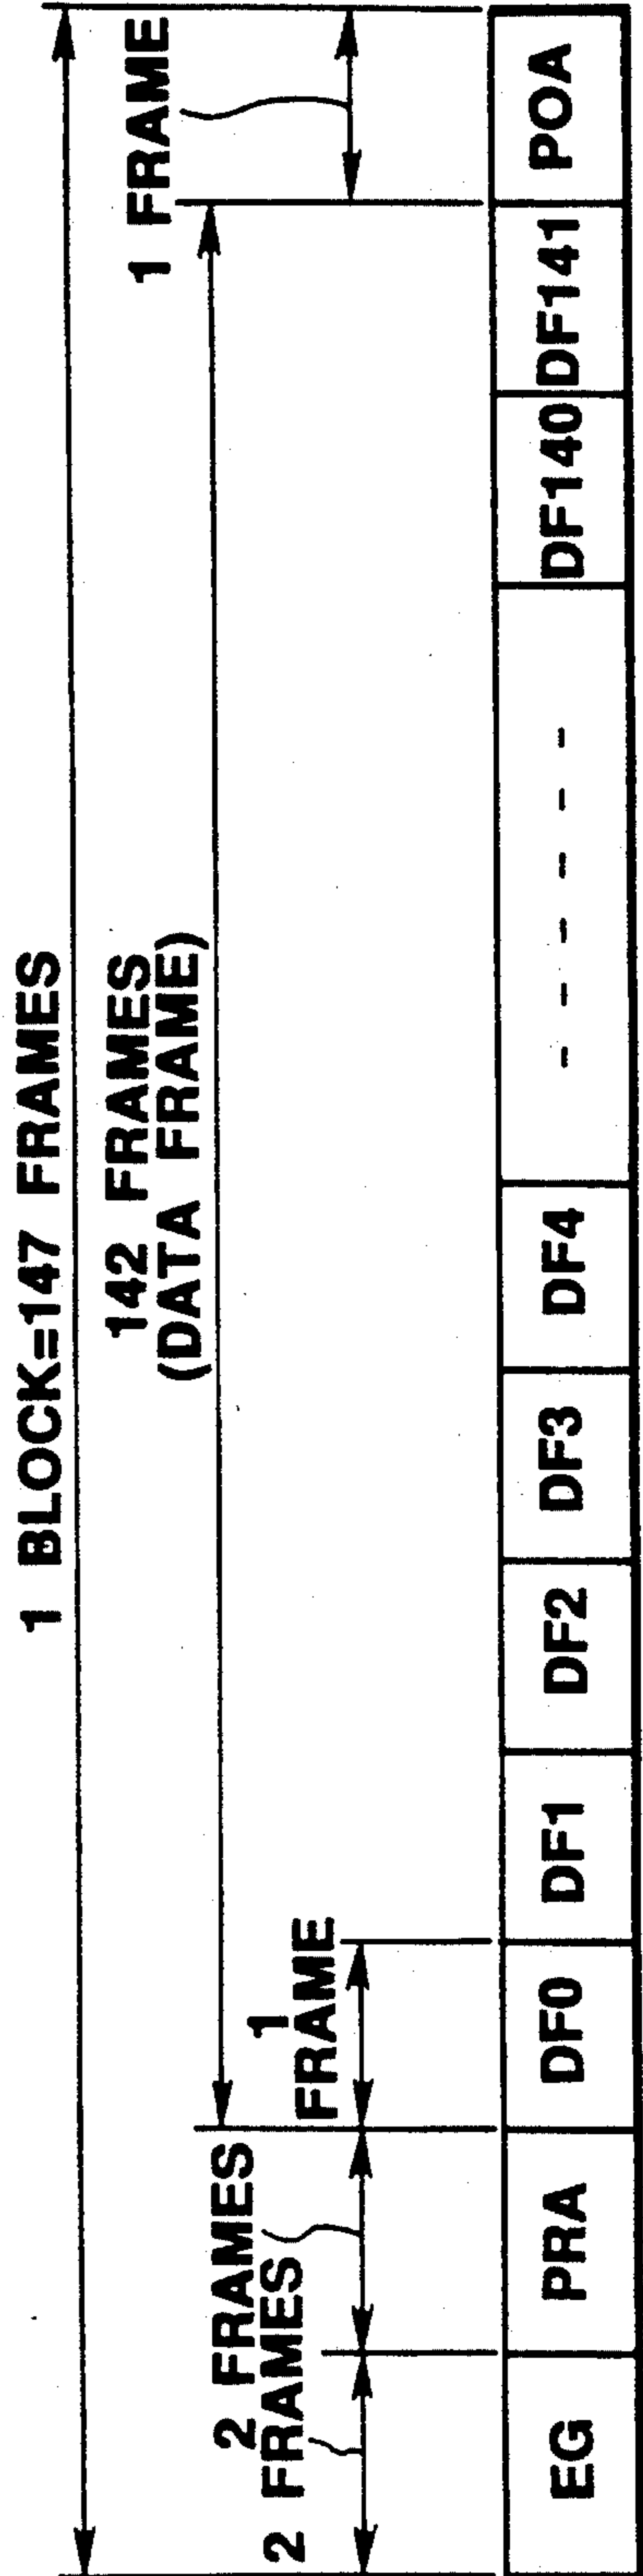 1 BLOCK=147 FRAMES
142 FRAMES
(DATA FRAME)
1 FRAME
2 FRAMES
2 FRAMES
1
FRAME
EG PRA DF0 DF1 DF2 DF3 DF4 - - - - - - DF140 DF141 POA